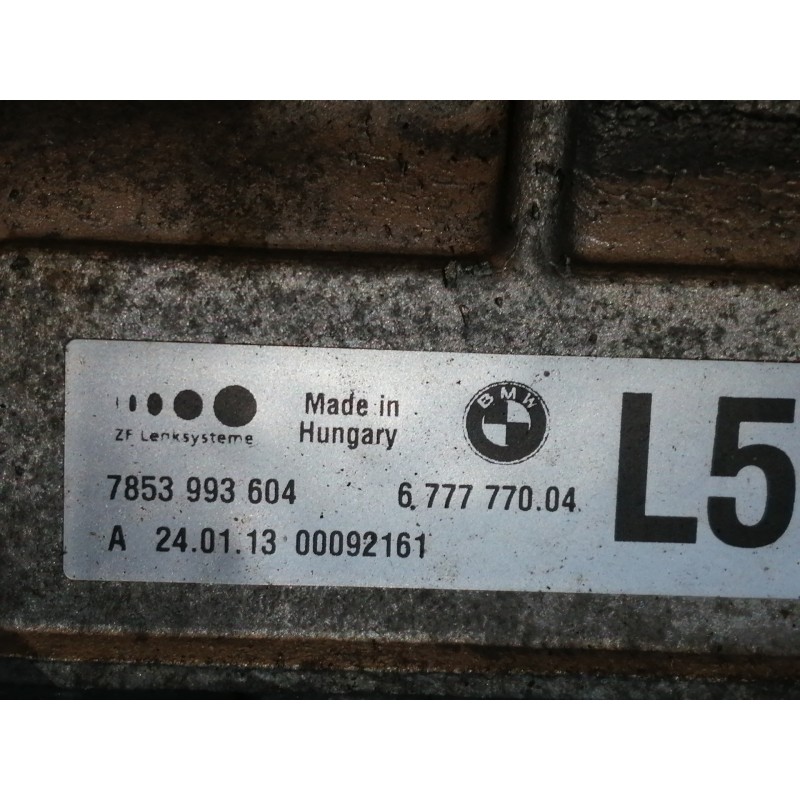 ZF Lenksysteme
Made in
Hungary
BMW
L5
7853 993 604
6.777 770.04
A 24.01.13 00092161